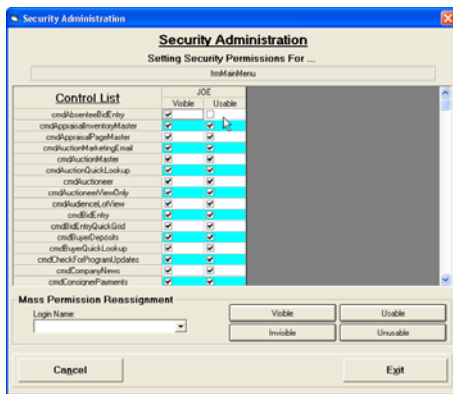 Security Administration
Security Administration
Setting Security Permissions For ...
frmMainMenu
Control List
JOE
Visible Usable
cmdAbsenteeBidEntry
cmdAppraisalInventoryMaster
cmdAppraisalPageMaster
cmdAuctionMarketingEmail
cmdAuctionMaster
cmdAuctionQuickLookup
cmdAuctioneer
cmdAuctioneerViewOnly
cmdAudienceLotView
cmdBidEntry
cmdBidEntryQuickGrid
cmdBuyerDeposits
cmdBuyerQuickLookup
cmdCheckForProgramUpdates
cmdCompanyNews
cmdConsignerPayments
Mass Permission Reassignment
Login Name:
Visible Usable
Invisible Unusable
Cancel Exit